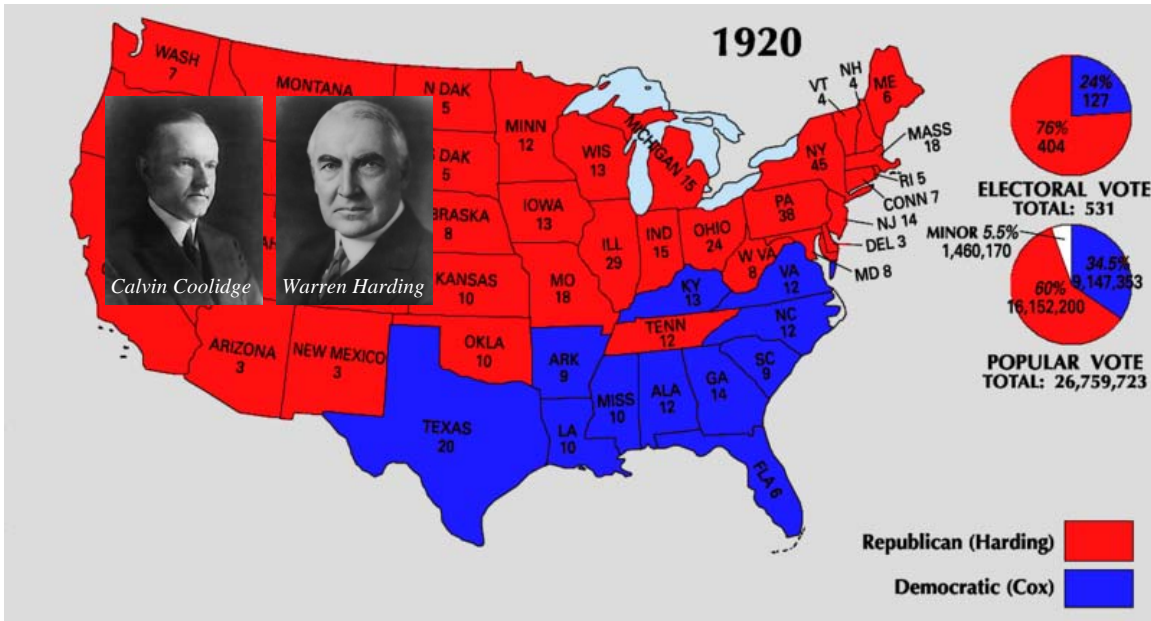 1920
WASH
7
MONTANA
N DAK
5
DAK
5
BRASKA
8
KANSAS
10
MINN
12
IOWA
13
MO
18
WIS
13
MICHIGAN 15
ILL
29
IND
15
OHIO
24
KY
13
TENN
12
W VA
8
VA
12
NC
12
SC
9
GA
14
ALA
12
MISS
10
LA
10
ARK
9
OKLA
10
TEXAS
20
FLA 6
ARIZONA
3
NEW MEXICO
3
PA
38
NY
45
VT
4
NH
4
ME
6
MASS
18
RI 5
CONN 7
NJ 14
DEL 3
MD 8
Calvin Coolidge
Warren Harding
24%
127
76%
404
ELECTORAL VOTE
TOTAL: 531
MINOR 5.5%
1,460,170
34.5%
9,147,353
60%
16,152,200
POPULAR VOTE
TOTAL: 26,759,723
Republican (Harding)
Democratic (Cox)